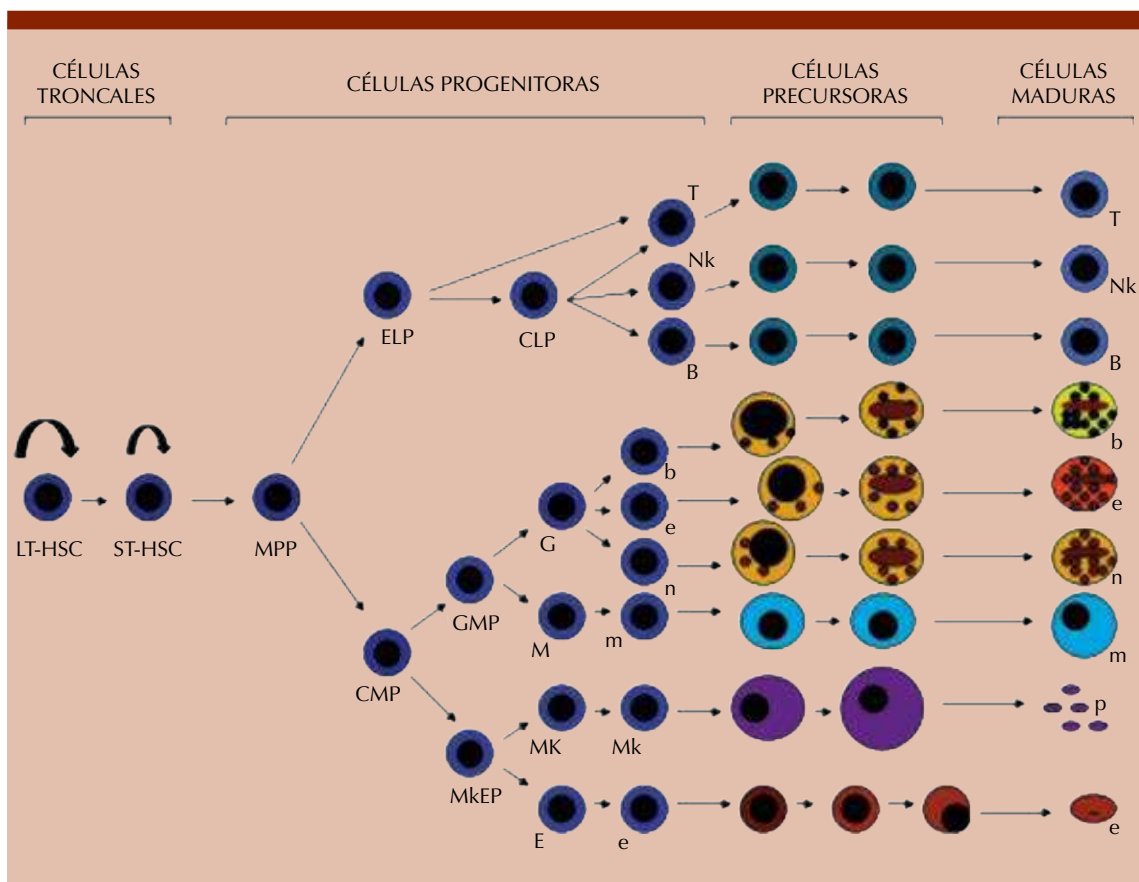 CÉLULAS
TRONCALES
CÉLULAS PROGENITORAS
CÉLULAS
PRECURSORAS
CÉLULAS
MADURAS
T
T
Nk
Nk
ELP
CLP
B
B
b
b
e
e
LT-HSC
ST-HSC
MPP
G
n
n
GMP
M
m
m
CMP
p
MK
Mk
MkEP
E
e
e